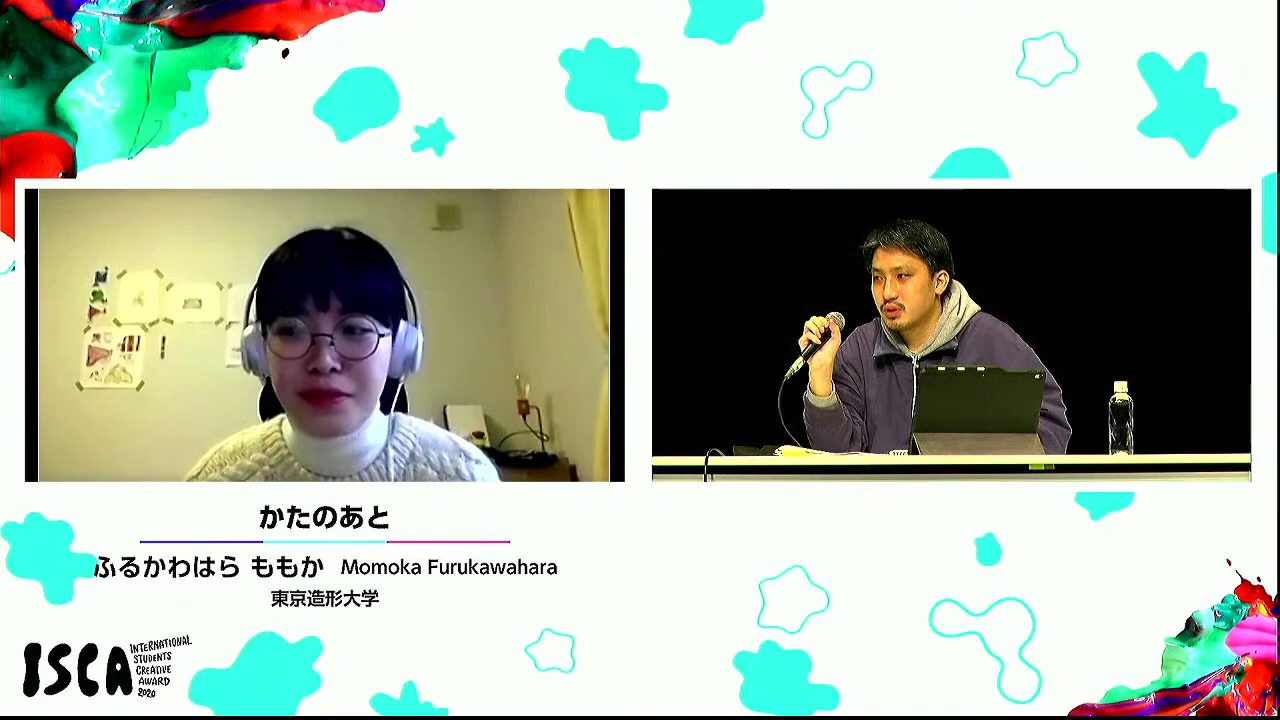 かたのあと
ふるかわはら ももか Momoka Furukawahara
東京造形大学
ISCA
INTERNATIONAL
STUDENTS
CREATIVE
AWARD
2020